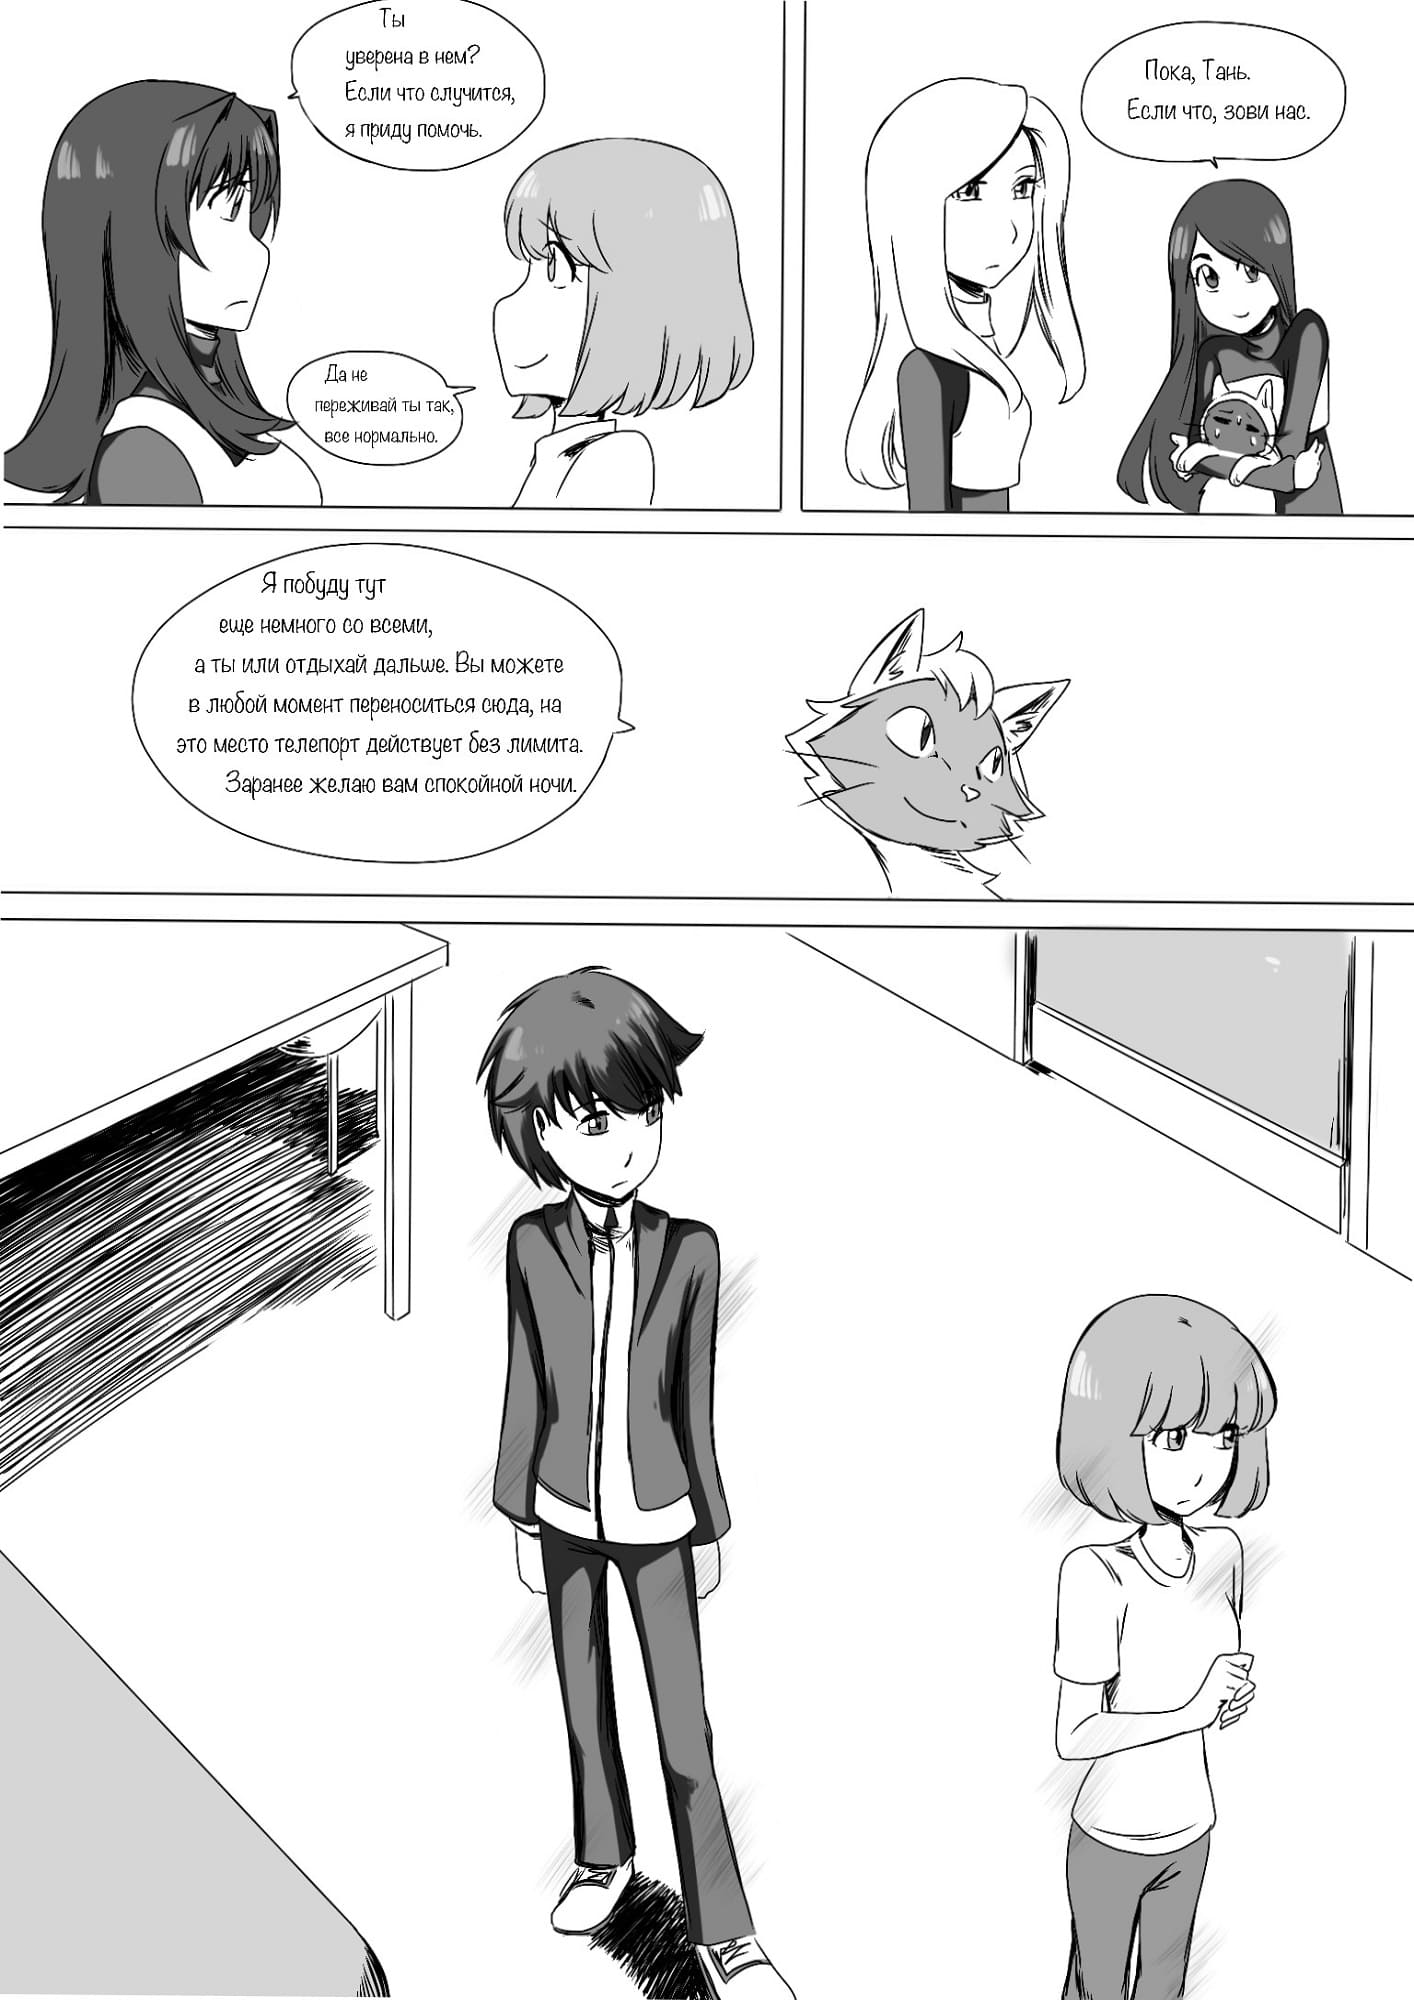 Ты
уверена в нем?
Если что случится,
я приду помочь.
Да не
переживай ты так,
все нормально.
Пока, Тань.
Если что, зови нас.
Я побуду тут
еще немного со всеми,
а ты или отдыхай дальше. Вы можете
в любой момент переноситься сюда, на
это место телепорт действует без лимита.
Заранее желаю вам спокойной ночи.